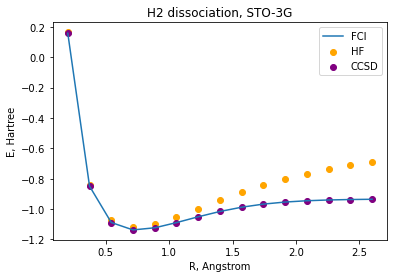 H2 dissociation, STO-3G
FCI
HF
CCSD
E, Hartree
0.2
0.0
−0.2
−0.4
−0.6
−0.8
−1.0
−1.2
0.5
1.0
1.5
2.0
2.5
R, Angstrom